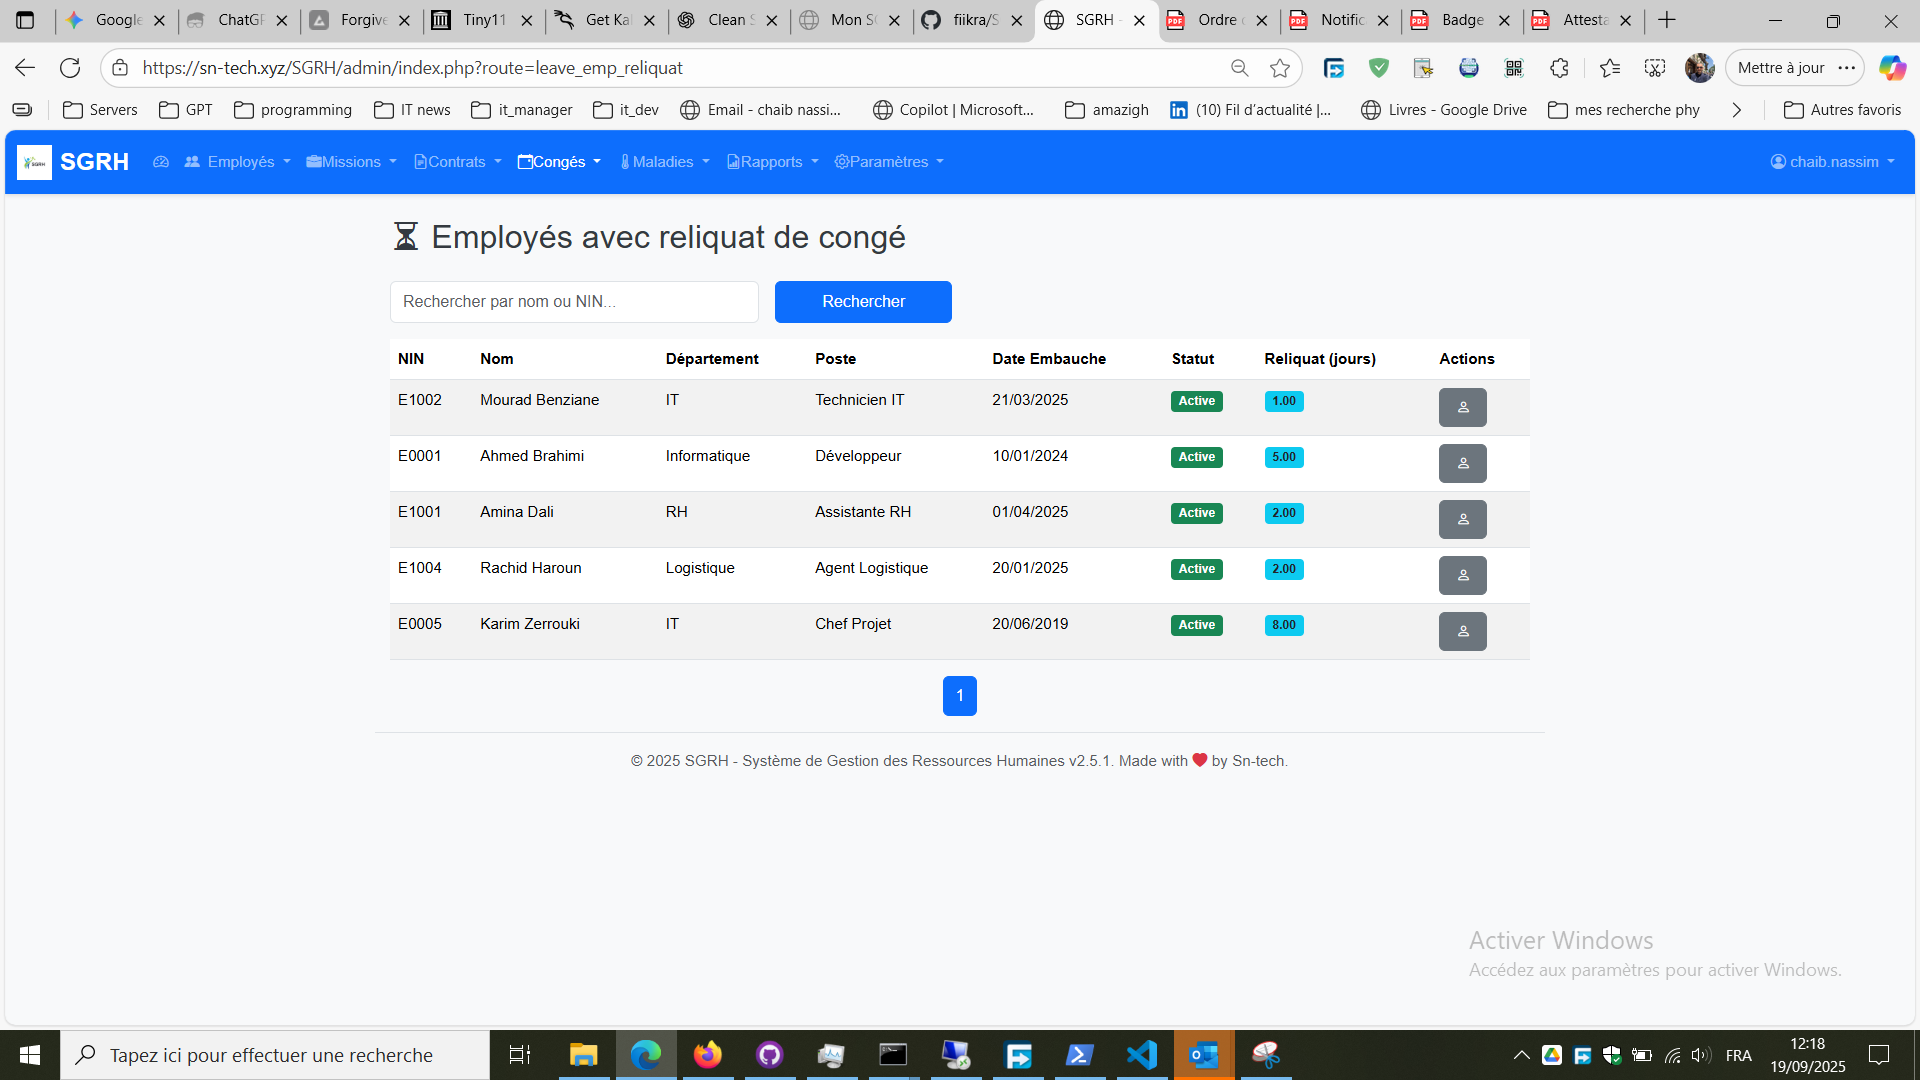 Google
ChatGP
Forgive
Tiny11
Get Ka
Clean S
Mon SG
fiikra/S
SGRH -
Ordre
Notific
Badge
Attesta
https://sn-tech.xyz/SGRH/admin/index.php?route=leave_emp_reliquat
Mettre à jour
Servers GPT programming IT news it_manager it_dev Email - chaib nassi... Copilot | Microsoft... amazigh (10) Fil d'actualité |... Livres - Google Drive mes recherche phy Autres favoris
SGRH Employés Missions Contrats Congés Maladies Rapports Paramètres chaib.nassim
Employés avec reliquat de congé
Rechercher par nom ou NIN... Rechercher
NIN Nom Département Poste Date Embauche Statut Reliquat (jours) Actions
E1002 Mourad Benziane IT Technicien IT 21/03/2025 Active 1.00
E0001 Ahmed Brahimi Informatique Développeur 10/01/2024 Active 5.00
E1001 Amina Dali RH Assistante RH 01/04/2025 Active 2.00
E1004 Rachid Haroun Logistique Agent Logistique 20/01/2025 Active 2.00
E0005 Karim Zerrouki IT Chef Projet 20/06/2019 Active 8.00
1
© 2025 SGRH - Système de Gestion des Ressources Humaines v2.5.1. Made with ❤ by Sn-tech.
Activer Windows
Accédez aux paramètres pour activer Windows.
Tapez ici pour effectuer une recherche
FRA
12:18
19/09/2025